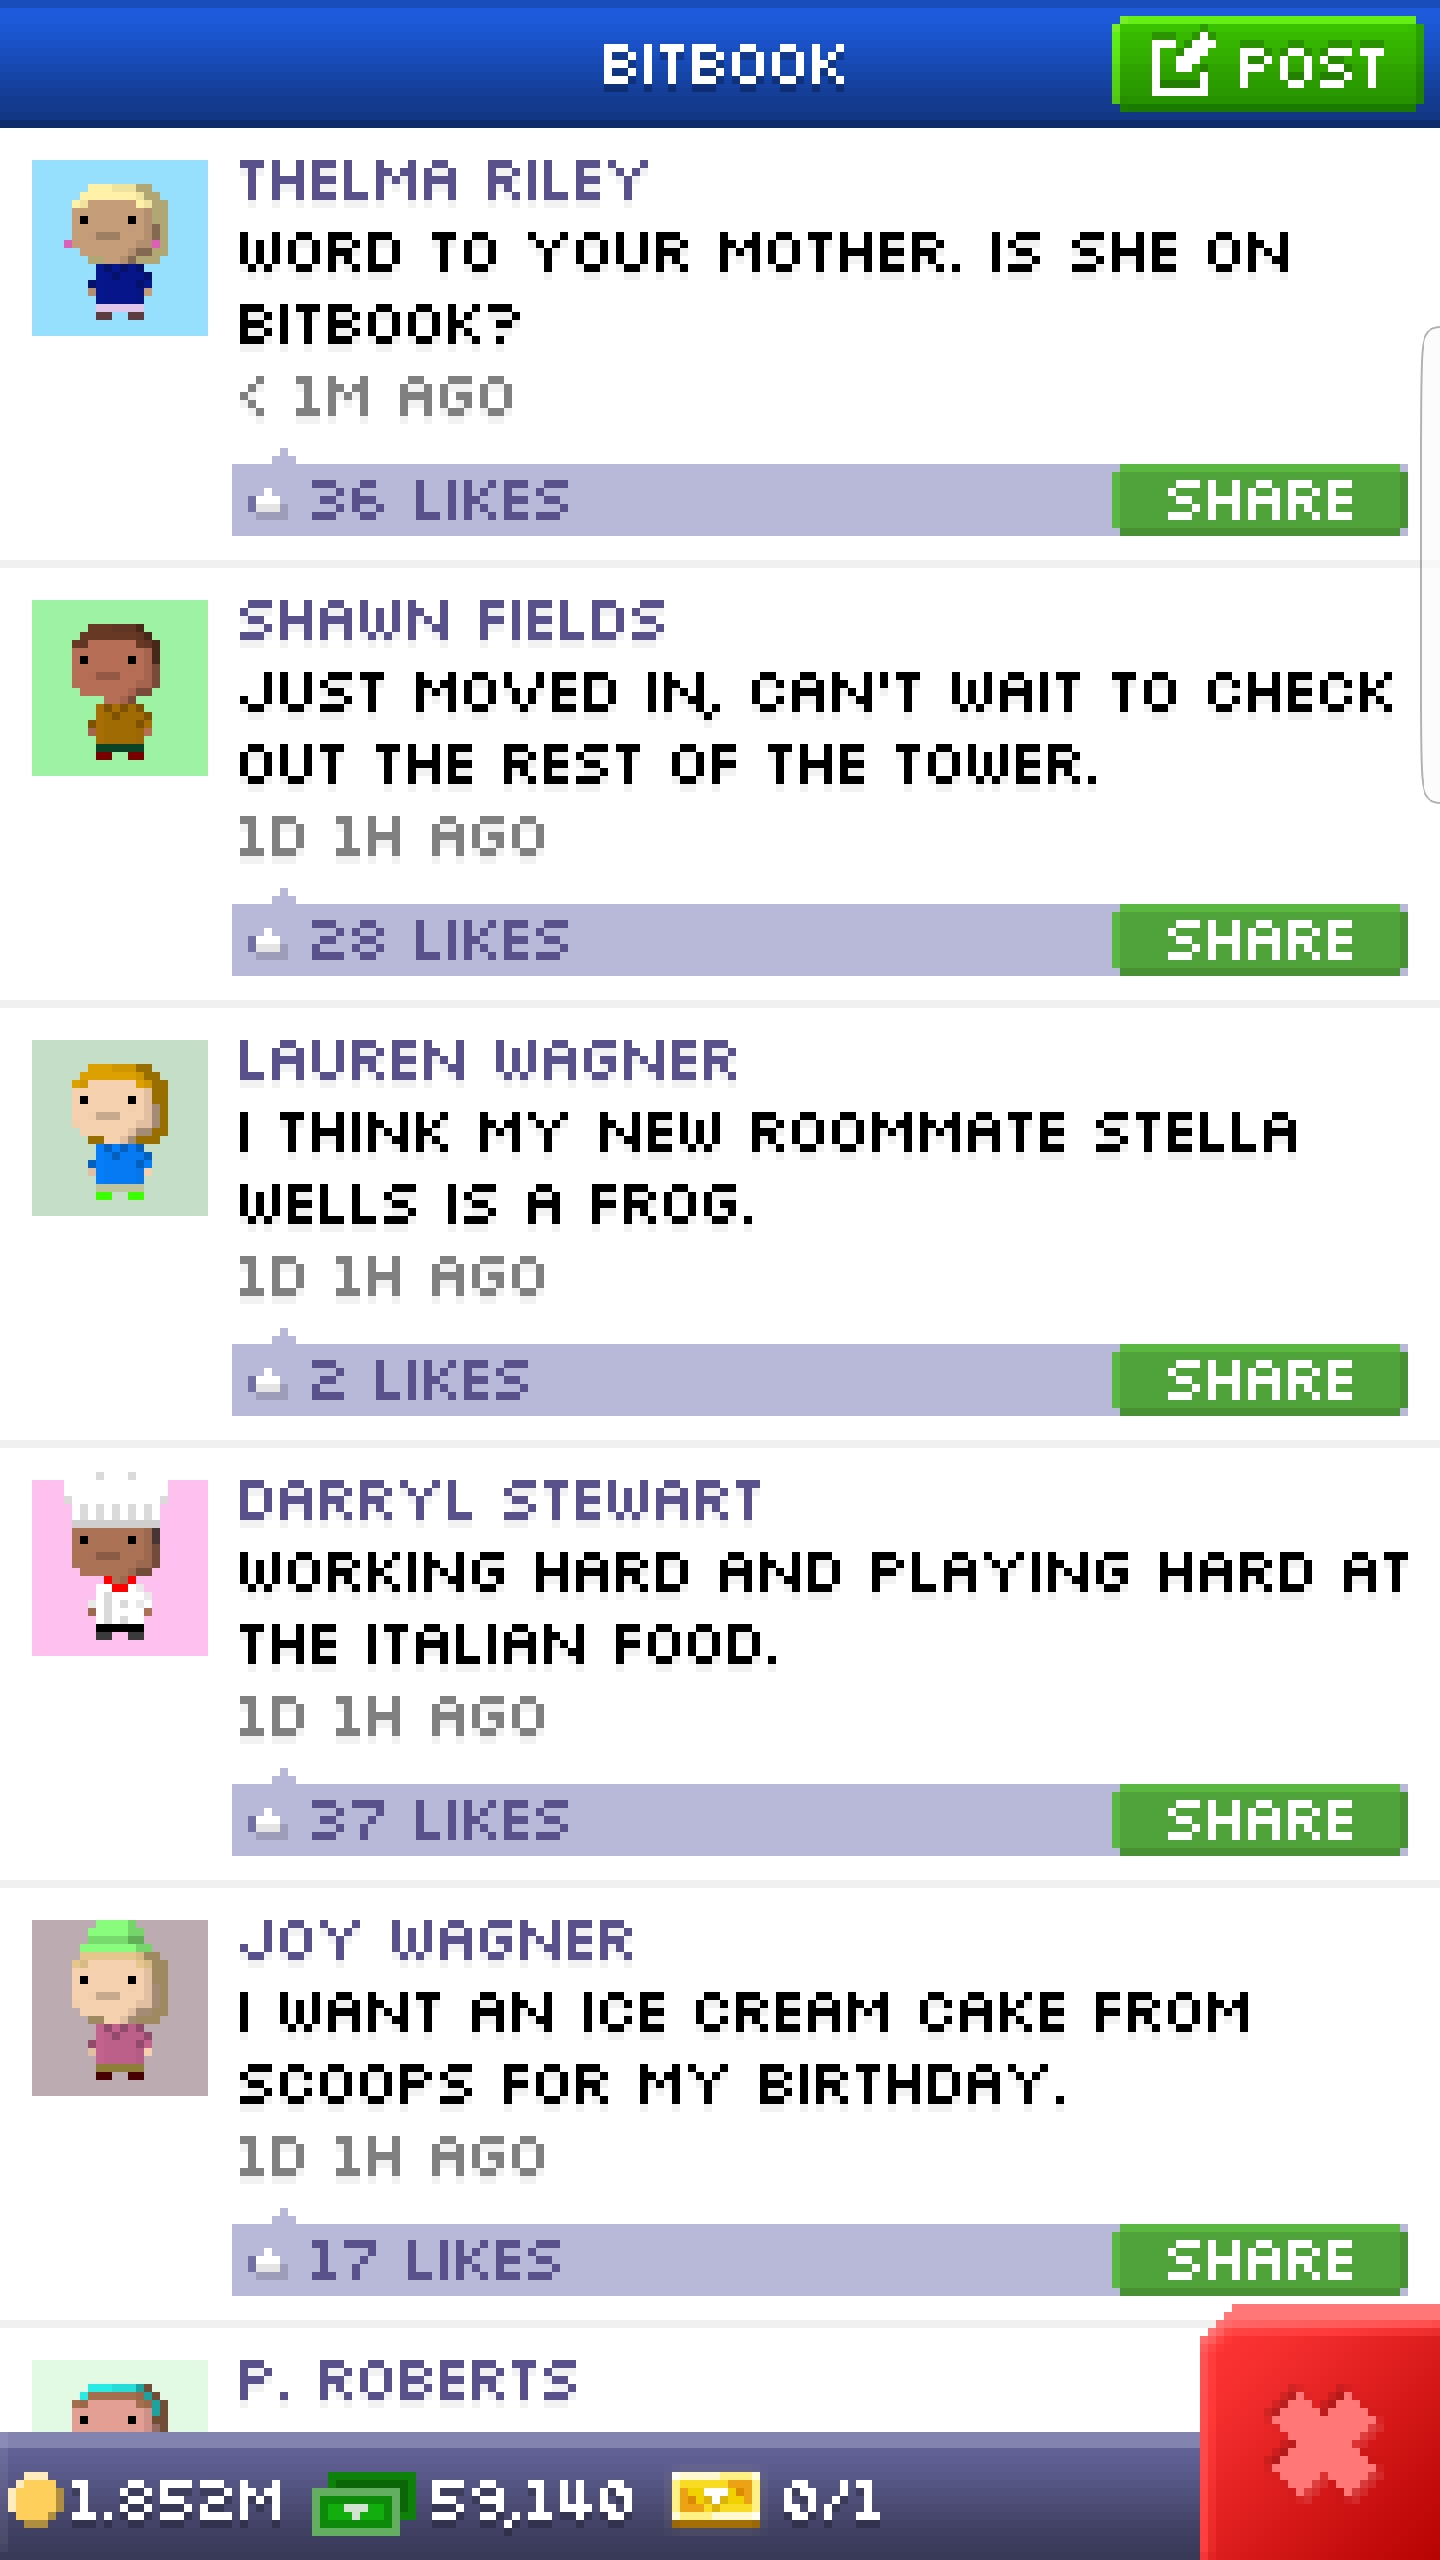 BITBOOK
POST
THELMA RILEY
WORD TO YOUR MOTHER. IS SHE ON
BITBOOK?
< 1M AGO
36 LIKES
SHARE
SHAWN FIELDS
JUST MOVED IN, CAN'T WAIT TO CHECK
OUT THE REST OF THE TOWER.
1D 1H AGO
28 LIKES
SHARE
LAUREN WAGNER
I THINK MY NEW ROOMMATE STELLA
WELLS IS A FROG.
1D 1H AGO
2 LIKES
SHARE
DARRYL STEWART
WORKING HARD AND PLAYING HARD AT
THE ITALIAN FOOD.
1D 1H AGO
37 LIKES
SHARE
JOY WAGNER
I WANT AN ICE CREAM CAKE FROM
SCOOPS FOR MY BIRTHDAY.
1D 1H AGO
17 LIKES
SHARE
P. ROBERTS
1.852M 59,140 0/1